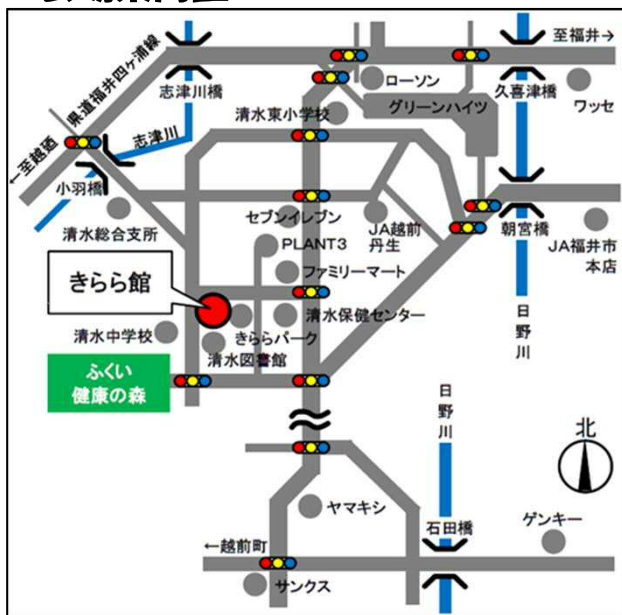 至福井→
県道福井四ヶ浦線
志津川橋
ローソン
久喜津橋
グリーンハイツ
ワッセ
清水東小学校
志津川
←至越廼
小羽橋
清水総合支所
セブンイレブン
JA越前
丹生
朝宮橋
JA福井市
本店
PLANT3
ファミリーマート
きらら館
清水保健センター
日野川
清水中学校
きららパーク
清水図書館
ふくい
健康の森
日野川
北
ヤマキシ
石田橋
ゲンキー
←越前町
サンクス